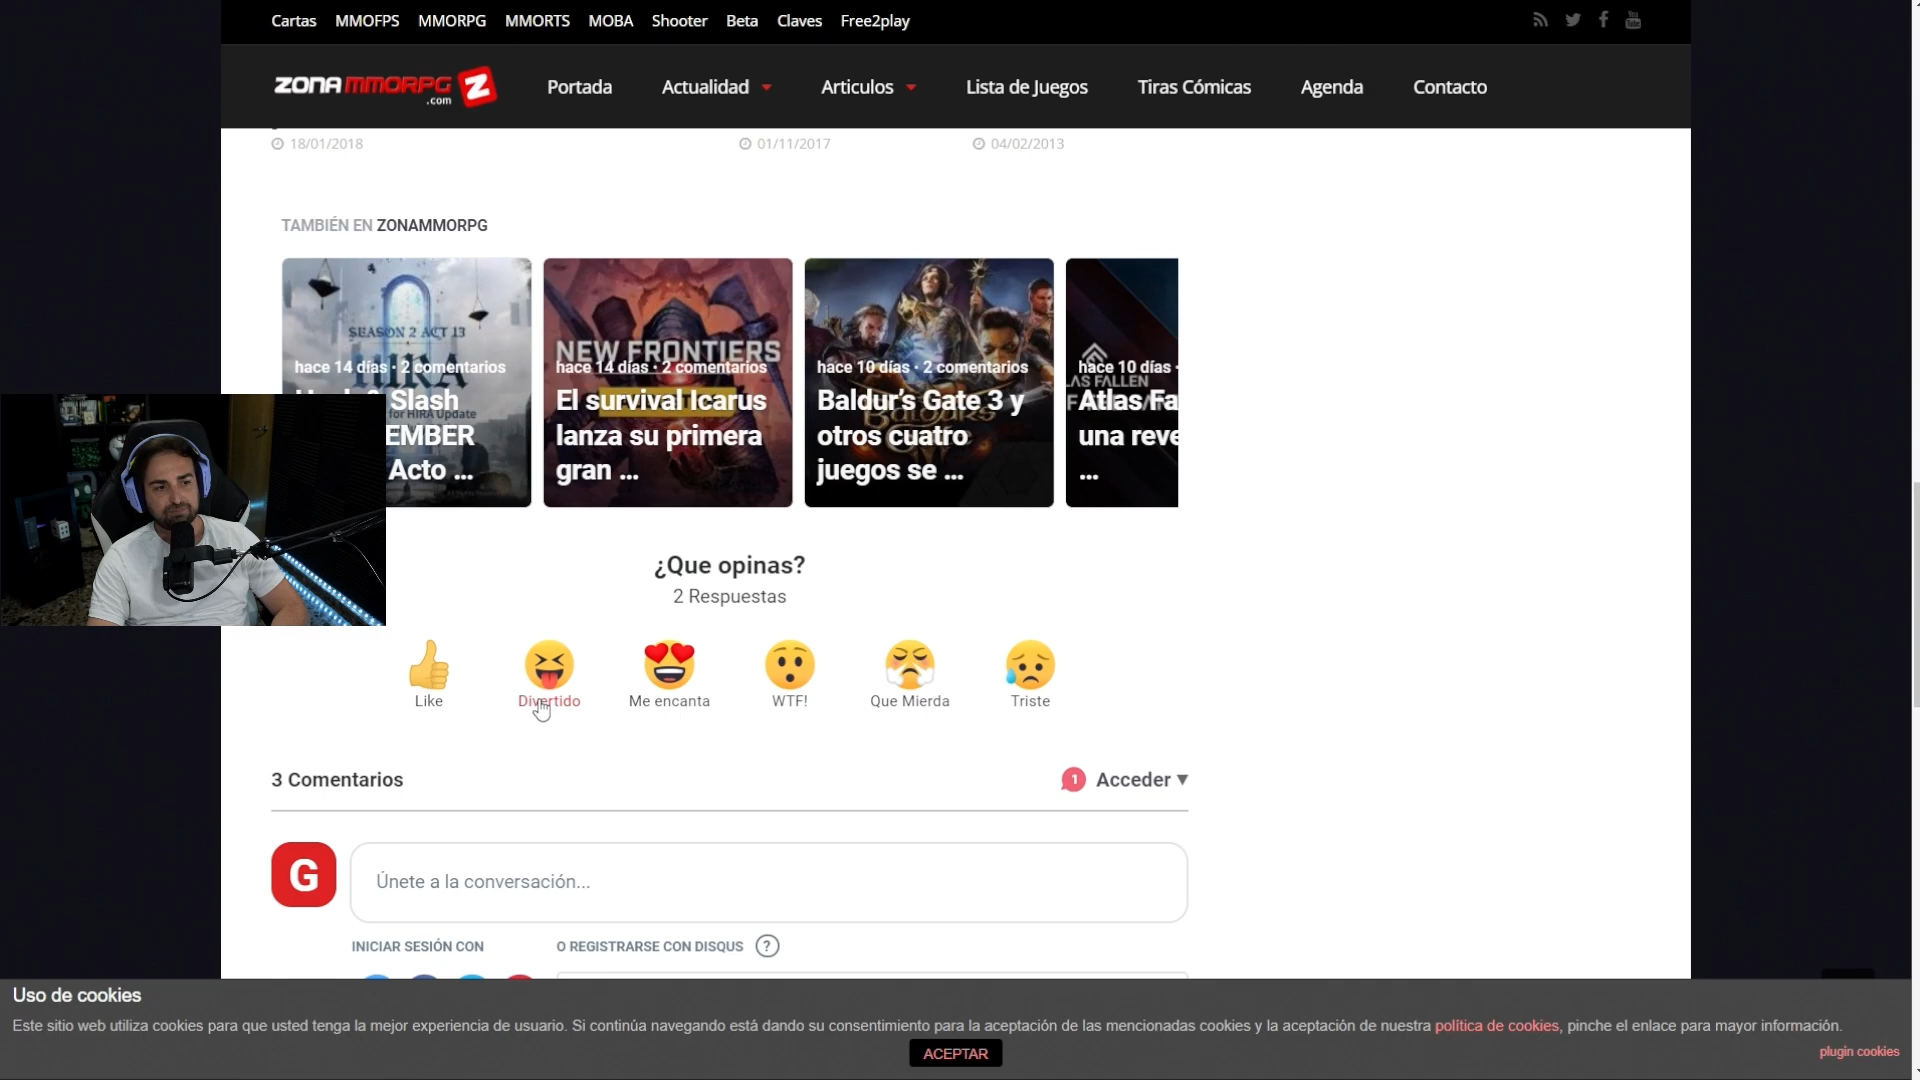 Cartas MMOFPS MMORPG MMORTS MOBA Shooter Beta Claves Free2play
ZONA MMORPG .com Z
Portada Actualidad Articulos Lista de Juegos Tiras Cómicas Agenda Contacto
18/01/2018 01/11/2017 04/02/2013
TAMBIÉN EN ZONAMMORPG
SEASON 2 ACT 13
HIRA
for HIRA Update
hace 14 días • 2 comentarios
Slash
EMBER
Acto ...
NEW FRONTIERS
hace 14 días • 2 comentarios
El survival Icarus
lanza su primera
gran ...
hace 10 días • 2 comentarios
Baldur's Gate 3 y
otros cuatro
juegos se ...
hace 10 días •
LAS FALLEN
Atlas Fa
una reve
...
¿Que opinas?
2 Respuestas
Like Divertido Me encanta WTF! Que Mierda Triste
3 Comentarios
1 Acceder
G
Únete a la conversación...
INICIAR SESIÓN CON O REGISTRARSE CON DISQUS ?
Uso de cookies
Este sitio web utiliza cookies para que usted tenga la mejor experiencia de usuario. Si continúa navegando está dando su consentimiento para la aceptación de las mencionadas cookies y la aceptación de nuestra política de cookies, pinche el enlace para mayor información.
ACEPTAR
plugin cookies